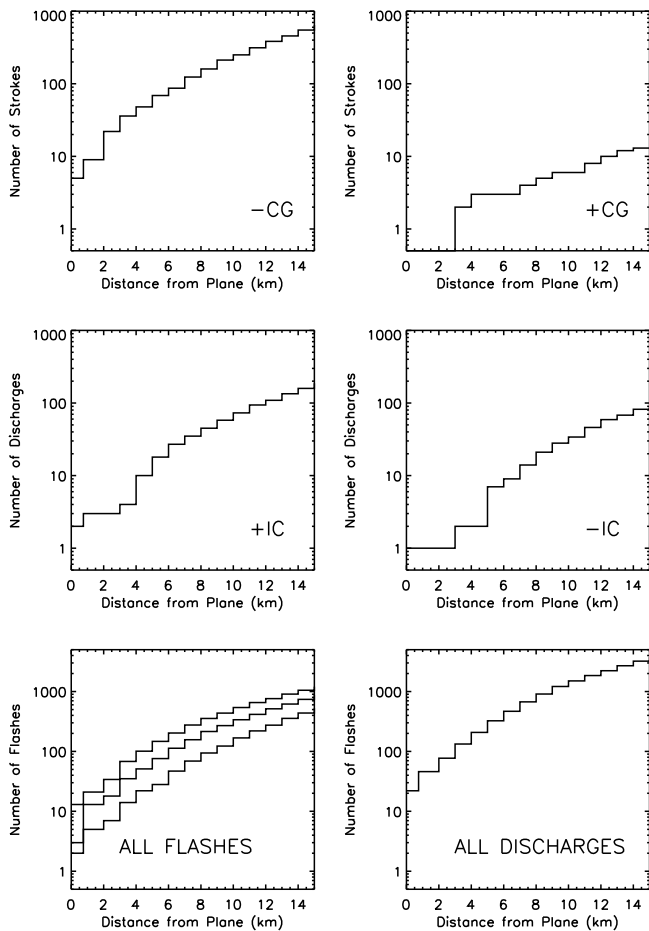 1000
100
10
1
Number of Strokes
−CG
0 2 4 6 8 10 12 14
Distance from Plane (km)
1000
100
10
1
Number of Strokes
+CG
0 2 4 6 8 10 12 14
Distance from Plane (km)
1000
100
10
1
Number of Discharges
+IC
0 2 4 6 8 10 12 14
Distance from Plane (km)
1000
100
10
1
Number of Discharges
−IC
0 2 4 6 8 10 12 14
Distance from Plane (km)
1000
100
10
1
Number of Flashes
ALL FLASHES
0 2 4 6 8 10 12 14
Distance from Plane (km)
1000
100
10
1
Number of Flashes
ALL DISCHARGES
0 2 4 6 8 10 12 14
Distance from Plane (km)